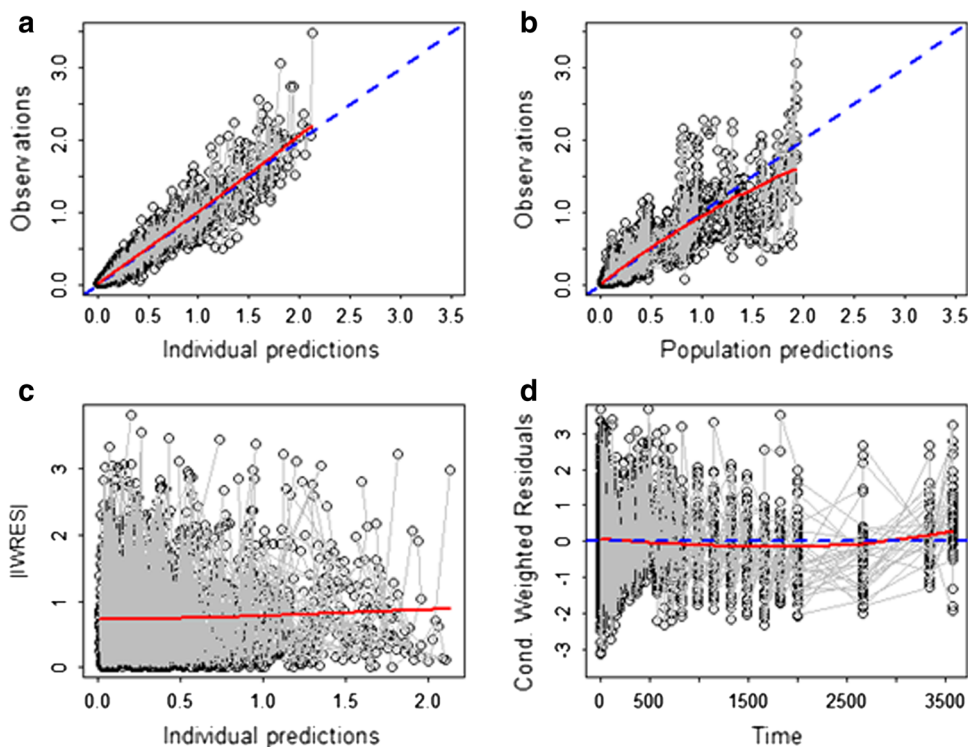 a
Observations
3.0
2.0
1.0
0.0
0.0 0.5 1.0 1.5 2.0 2.5 3.0 3.5
Individual predictions
b
Observations
3.0
2.0
1.0
0.0
0.0 0.5 1.0 1.5 2.0 2.5 3.0 3.5
Population predictions
c
|IWRES|
3
2
1
0
0.0 0.5 1.0 1.5 2.0
Individual predictions
d
Cond. Weighted Residuals
3
2
1
0
-1
-3
0 500 1500 2500 3500
Time